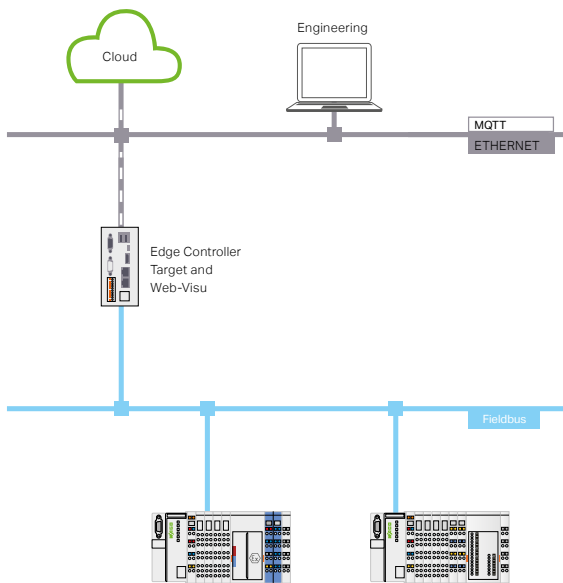 Cloud
Engineering
MQTT
ETHERNET
Edge Controller
Target and
Web-Visu
Fieldbus